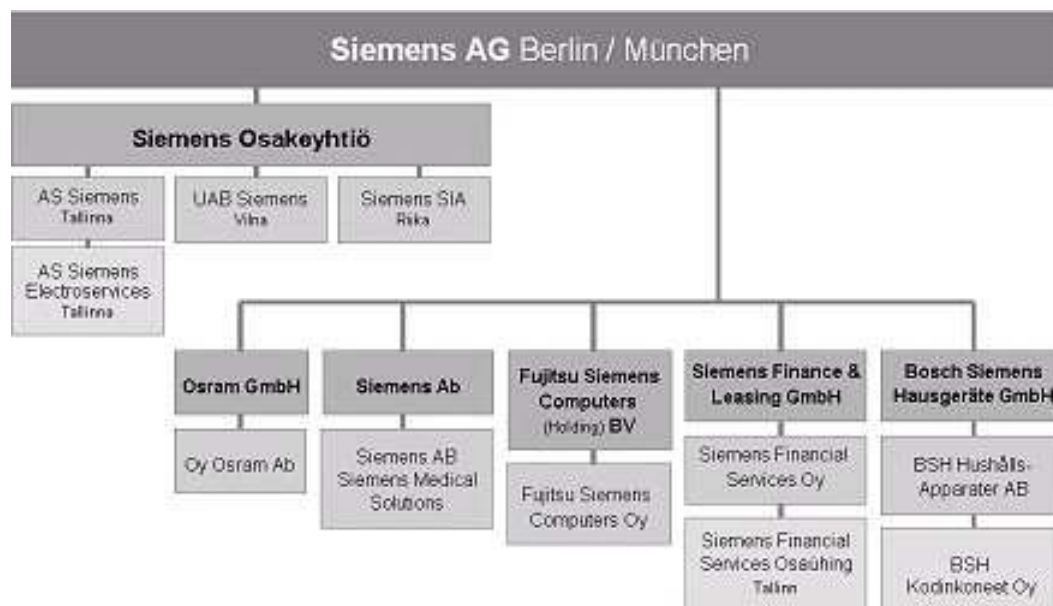 Siemens AG Berlin / München
Siemens Osakeyhtiö
AS Siemens
Tallinna
UAB Siemens
Vilna
Siemens SIA
Riika
AS Siemens
Electroservices
Tallinna
Osram GmbH
Oy Osram Ab
Siemens Ab
Siemens AB
Siemens Medical
Solutions
Fujitsu Siemens
Computers
(Holding) BV
Fujitsu Siemens
Computers Oy
Siemens Finance &
Leasing GmbH
Siemens Financial
Services Oy
Siemens Financial
Services Osaühing
Tallinn
Bosch Siemens
Hausgeräte GmbH
BSH Hushålls-
Apparater AB
BSH
Kodinkoneet Oy